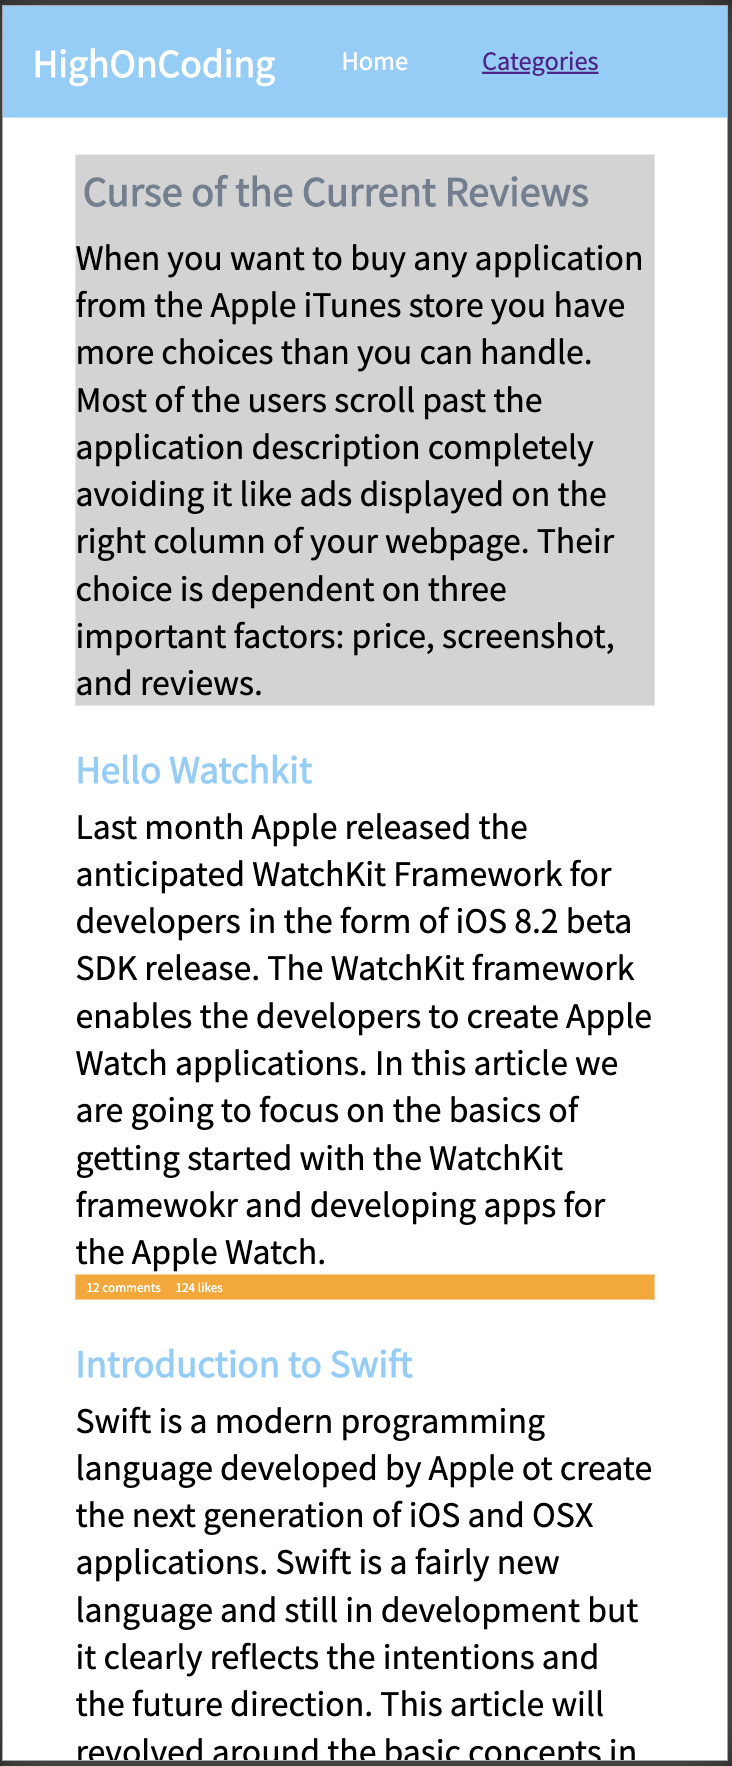 HighOnCoding Home Categories
Curse of the Current Reviews
When you want to buy any application
from the Apple iTunes store you have
more choices than you can handle.
Most of the users scroll past the
application description completely
avoiding it like ads displayed on the
right column of your webpage. Their
choice is dependent on three
important factors: price, screenshot,
and reviews.
Hello Watchkit
Last month Apple released the
anticipated WatchKit Framework for
developers in the form of iOS 8.2 beta
SDK release. The WatchKit framework
enables the developers to create Apple
Watch applications. In this article we
are going to focus on the basics of
getting started with the WatchKit
framewokr and developing apps for
the Apple Watch.
12 comments 124 likes
Introduction to Swift
Swift is a modern programming
language developed by Apple ot create
the next generation of iOS and OSX
applications. Swift is a fairly new
language and still in development but
it clearly reflects the intentions and
the future direction. This article will
revolved around the basic concepts in